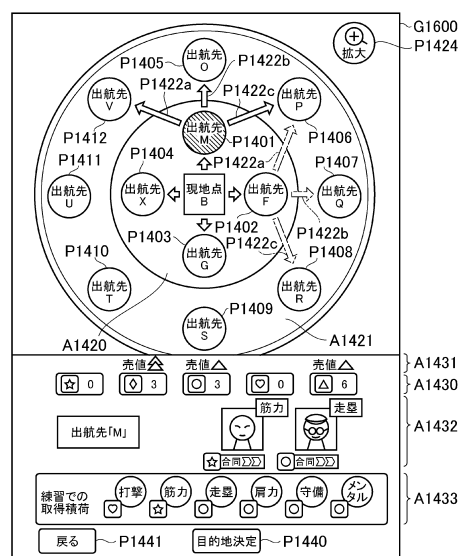 G1600
拡大
P1424
P1405
出航先
O
P1422b
P1422a
P1422c
出航先
V
出航先
P
出航先
M
P1401
P1412
P1406
P1411
P1404
P1422a
P1407
出航先
U
出航先
X
現地点
B
出航先
F
出航先
Q
P1402
P1422b
P1403
P1422c
P1410
出航先
G
P1408
出航先
T
出航先
R
P1409
出航先
S
A1420
A1421
売値
売値
売値
A1431
0
3
3
0
6
A1430
筋力
走塁
出航先「M」
A1432
合同
合同
練習での
取得積荷
打撃
筋力
走塁
肩力
守備
メン
タル
A1433
戻る
P1441
目的地決定
P1440